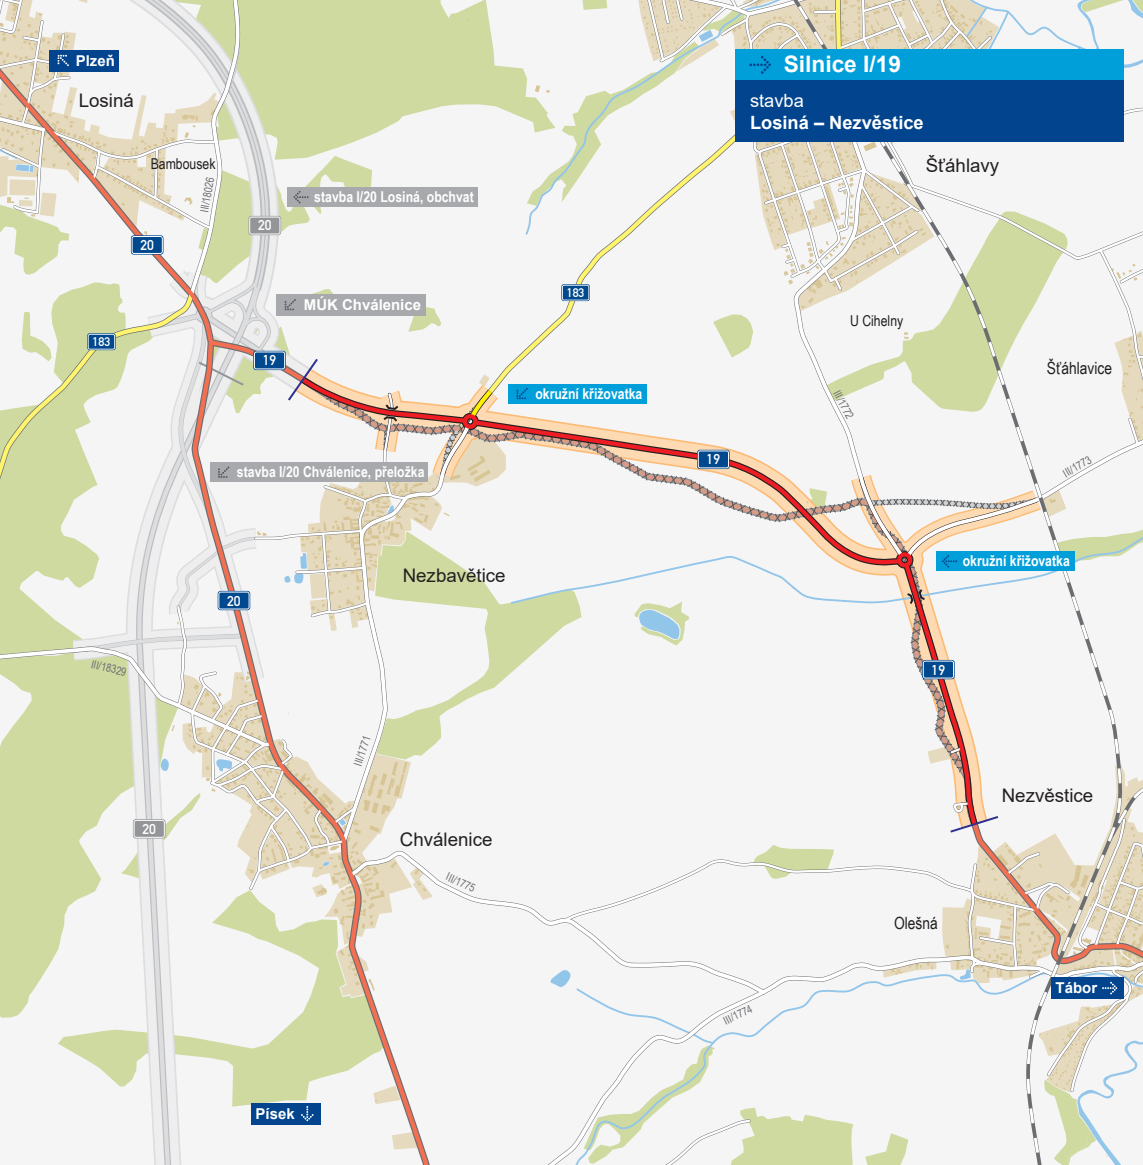 Plzeň
Silnice I/19
stavba
Losiná – Nezvěstice
Losiná
Bambousek
III/18026
Šťáhlavy
stavba I/20 Losiná, obchvat
20
20
183
MÚK Chválenice
U Cihelny
183
19
Šťáhlavice
okružní křižovatka
III/1772
19
III/1773
stavba I/20 Chválenice, přeložka
okružní křižovatka
Nezbavětice
20
III/18329
19
III/1771
Nezvěstice
20
Chválenice
III/1775
Olešná
Tábor
III/1774
Písek